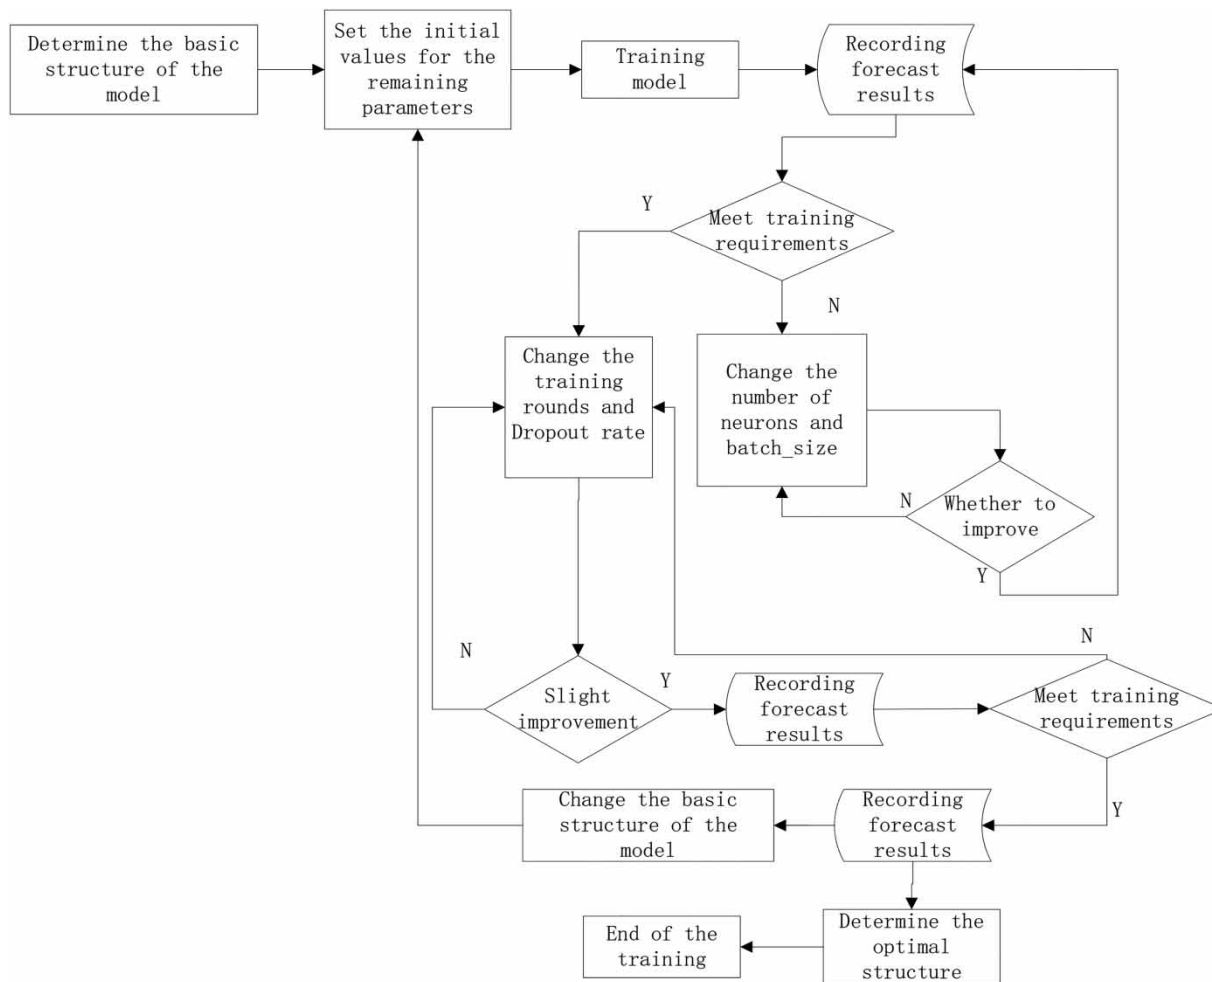 Determine the basic
structure of the
model
Set the initial
values for the
remaining
parameters
Training
model
Recording
forecast
results
Y
Meet training
requirements
N
Change the
training
rounds and
Dropout rate
Change the
number of
neurons and
batch_size
N
Whether to
improve
Y
N
N
Slight
improvement
Y
Recording
forecast
results
Meet training
requirements
Y
Change the basic
structure of the
model
Recording
forecast
results
End of the
training
Determine the
optimal
structure